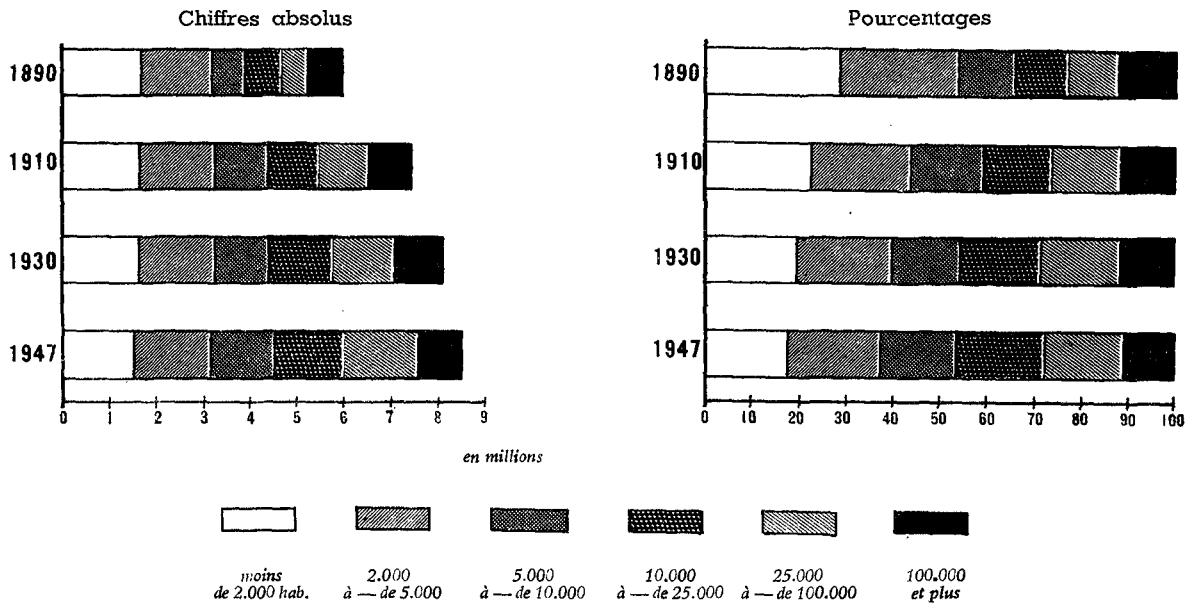 Chiffres absolus
Pourcentages
1890
1910
1930
1947
0 1 2 3 4 5 6 7 8 9
en millions
1890
1910
1930
1947
0 10 20 30 40 50 60 70 80 90 100
moins
de 2.000 hab.
2.000
à — de 5.000
5.000
à — de 10.000
10.000
à — de 25.000
25.000
à — de 100.000
100.000
et plus